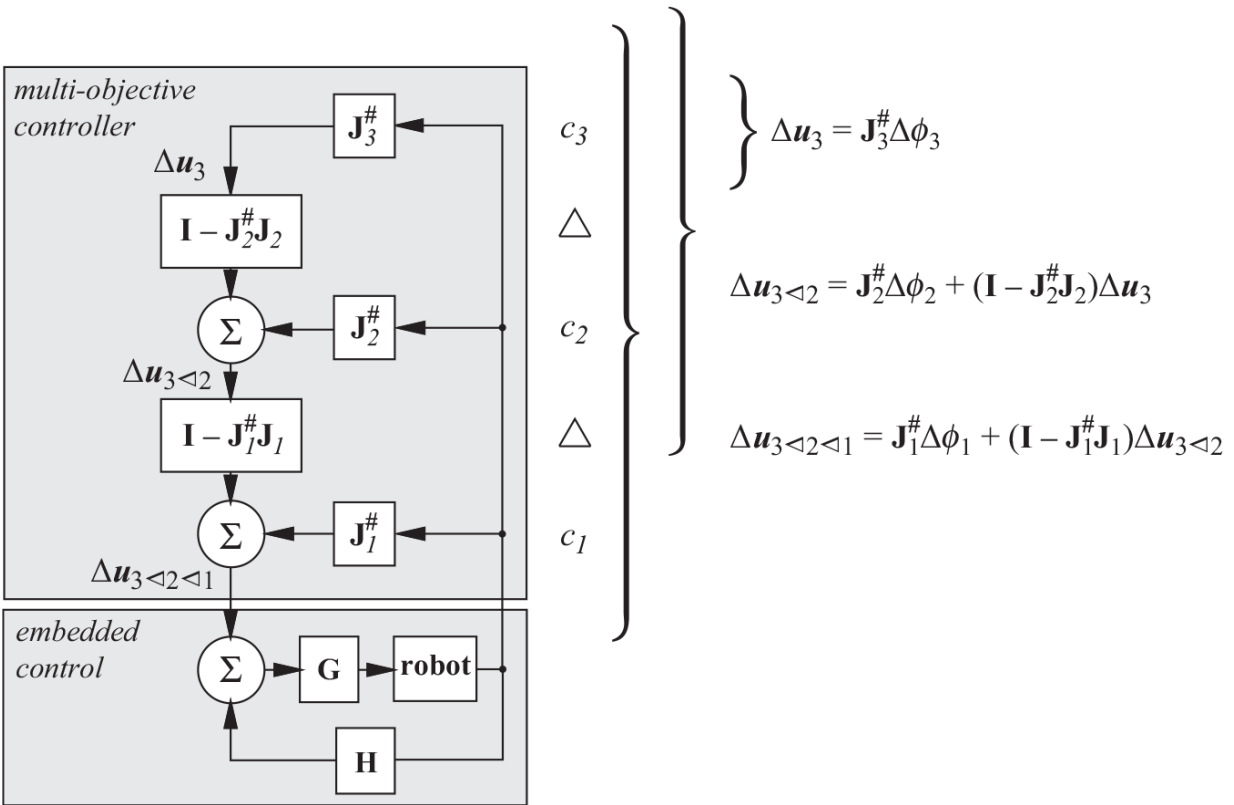 multi-objective
controller
J₃^#
c₃
Δu₃ = J₃^#Δϕ₃
Δu₃
I – J₂^#J₂
△
Δu₃⊲₂ = J₂^#Δϕ₂ + (I – J₂^#J₂)Δu₃
Σ
J₂^#
c₂
Δu₃⊲₂
I – J₁^#J₁
△
Δu₃⊲₂⊲₁ = J₁^#Δϕ₁ + (I – J₁^#J₁)Δu₃⊲₂
Σ
J₁^#
c₁
Δu₃⊲₂⊲₁
embedded
control
Σ
G
robot
H